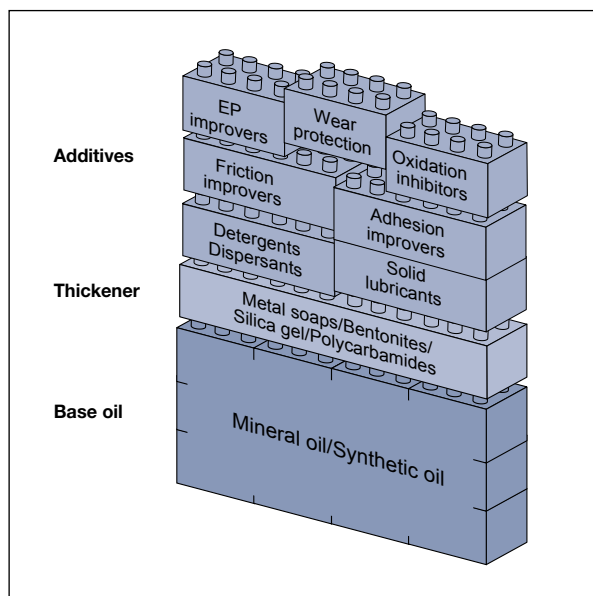 EP
improvers
Wear
protection
Oxidation
inhibitors
Additives
Friction
improvers
Adhesion
improvers
Detergents
Dispersants
Solid
lubricants
Thickener
Metal soaps/Bentonites/
Silica gel/Polycarbamides
Base oil
Mineral oil/Synthetic oil